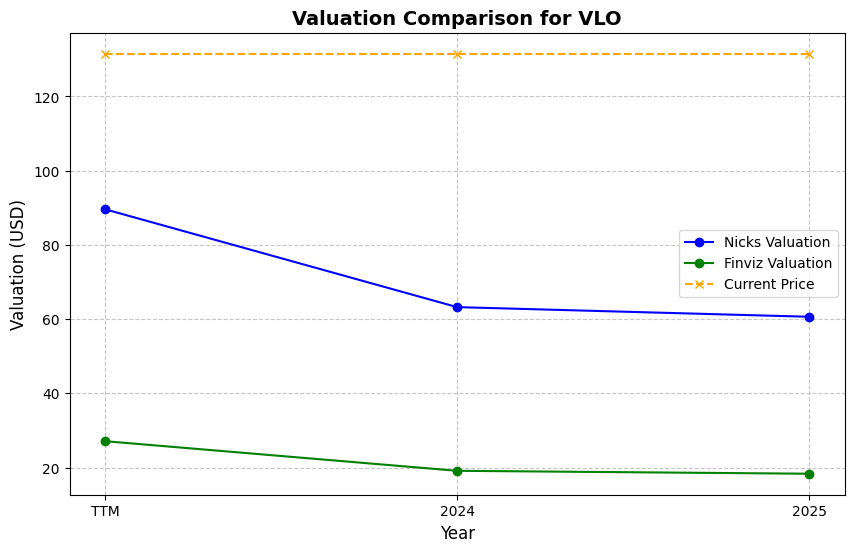 Valuation Comparison for VLO
Valuation (USD)
120
100
80
60
40
20
Nicks Valuation
Finviz Valuation
Current Price
TTM
2024
2025
Year